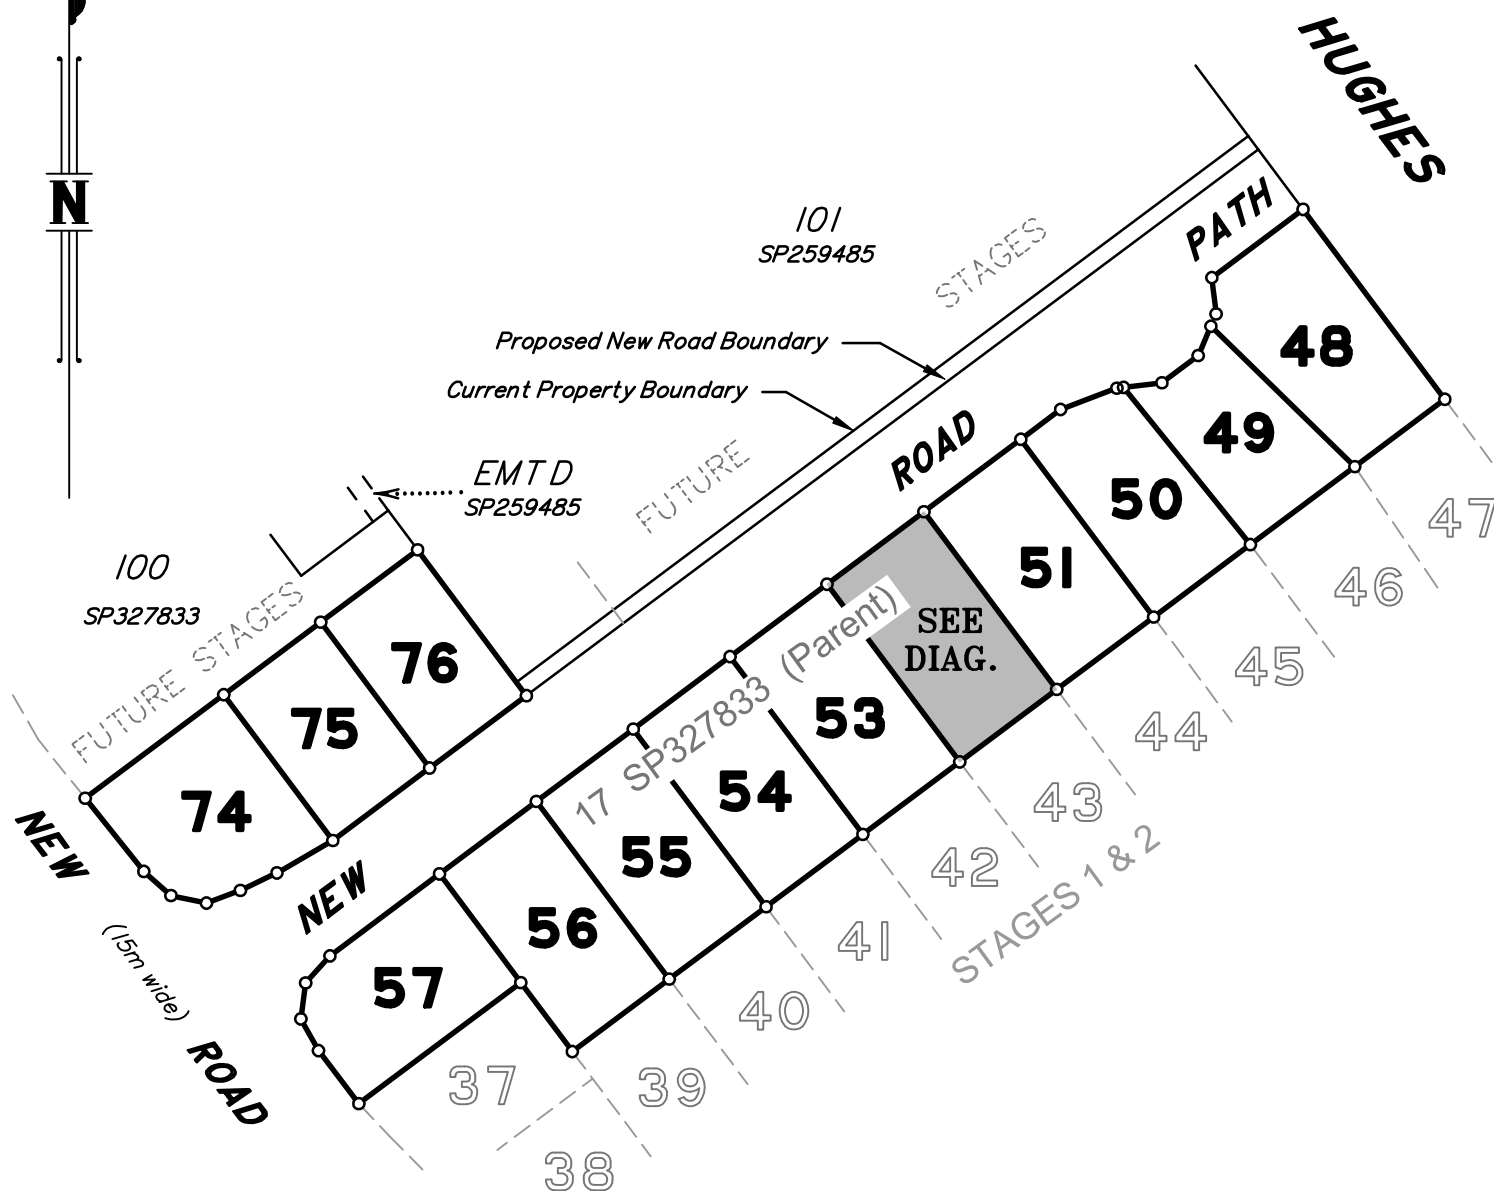 HUGHES
N
PATH
101
SP259485
STAGES
48
Proposed New Road Boundary
Current Property Boundary
49
ROAD
EMT D
SP259485
FUTURE
50
47
100
SP327833
51
46
FUTURE STAGES
SEE
DIAG.
17 SP327833 (Parent)
76
45
75
53
44
74
54
43
NEW
NEW
55
42
STAGES 1 & 2
56
41
(15m wide)
57
40
ROAD
37
39
38